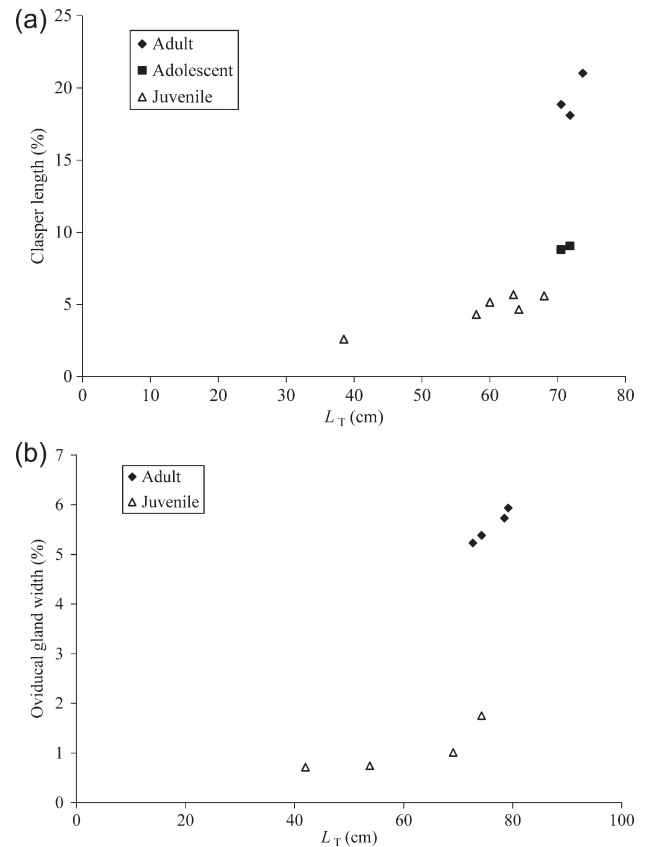 (a)
25
20
15
10
5
0
Clasper length (%)
Adult
Adolescent
Juvenile
0 10 20 30 40 50 60 70 80
L T (cm)
(b)
7
6
5
4
3
2
1
0
Oviducal gland width (%)
Adult
Juvenile
0 20 40 60 80 100
L T (cm)